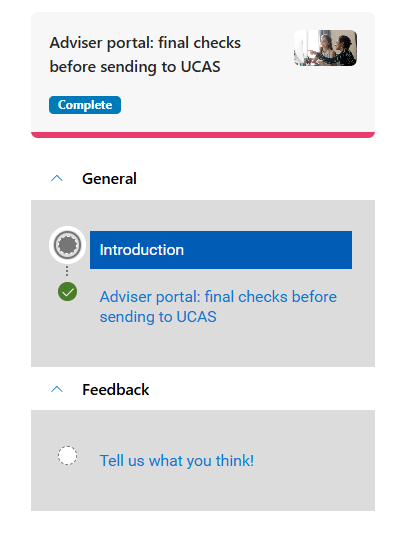 Adviser portal: final checks
before sending to UCAS
Complete
General
Introduction
Adviser portal: final checks before
sending to UCAS
Feedback
Tell us what you think!